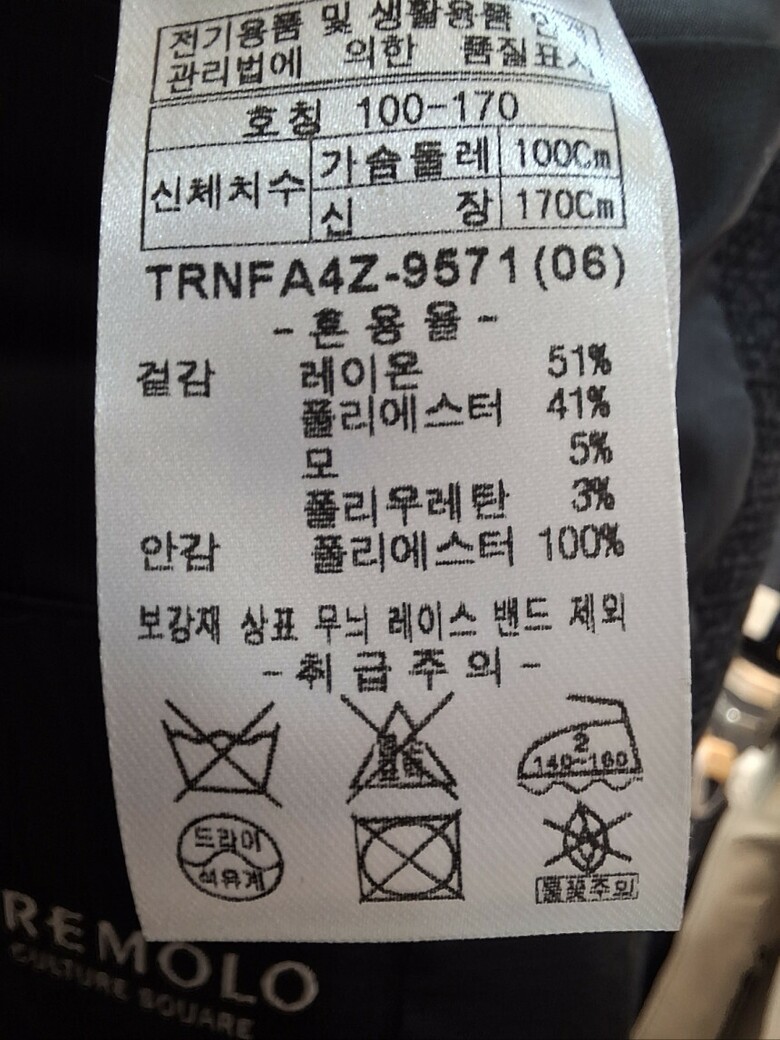 전기용품 및 생활용품 안전
관리법에 의한 품질표시
호칭 100-170
신체치수 가슴둘레 100Cm
신 장 170Cm
TRNFA4Z-9571(06)
- 혼 용 율 -
겉감 레이온 51%
폴리에스터 41%
모 5%
폴리우레탄 3%
안감 폴리에스터 100%
보강재 상표 무늬 레이스 밴드 제외
- 취 급 주 의 -
2
140~160
드라이
석유계
불꽃주의
REMOLO
CULTURE SQUARE